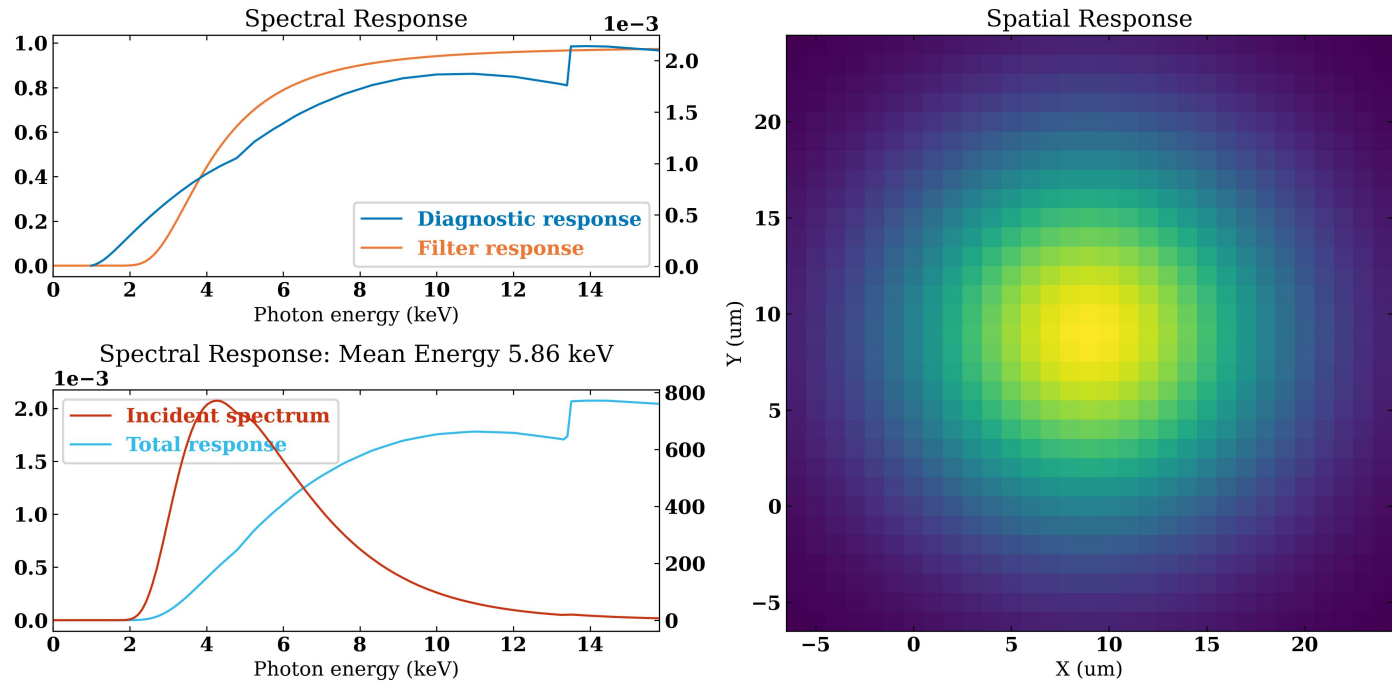 Spectral Response
1e−3
1.0
0.8
0.6
0.4
0.2
0.0
2.0
1.5
1.0
0.5
0.0
Diagnostic response
Filter response
0 2 4 6 8 10 12 14
Photon energy (keV)
Spectral Response: Mean Energy 5.86 keV
1e−3
2.0
1.5
1.0
0.5
0.0
800
600
400
200
0
Incident spectrum
Total response
0 2 4 6 8 10 12 14
Photon energy (keV)
Spatial Response
20
15
10
5
0
−5
Y (um)
−5 0 5 10 15 20
X (um)